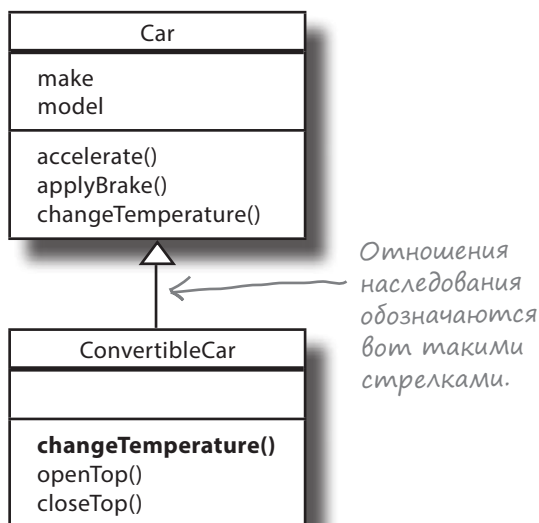 Car
make
model
accelerate()
applyBrake()
changeTemperature()
Отношения
наследования
обозначаются
вот такими
стрелками.
ConvertibleCar
changeTemperature()
openTop()
closeTop()